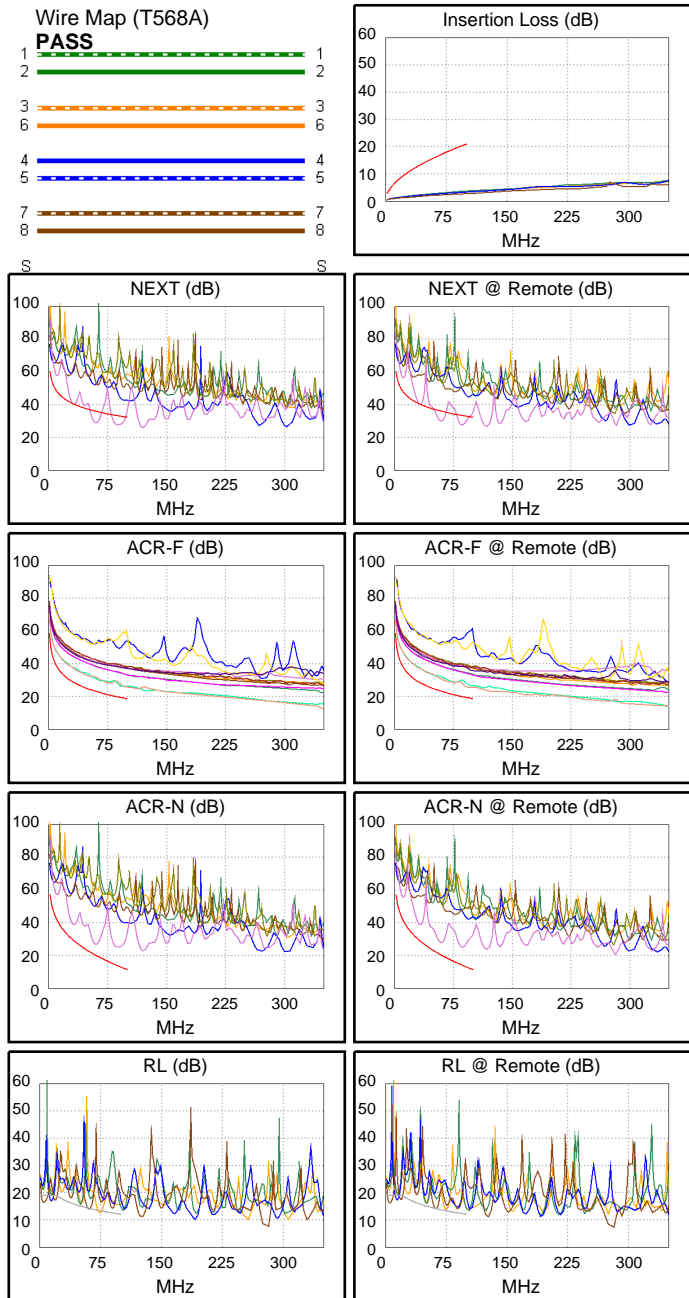 Wire Map (T568A)
PASS
1 1
2 2
3 3
6 6
4 4
5 5
7 7
8 8
S S
Insertion Loss (dB)
60
50
40
30
20
10
0
0 75 150 225 300
MHz
NEXT (dB)
100
80
60
40
20
0
0 75 150 225 300
MHz
NEXT @ Remote (dB)
100
80
60
40
20
0
0 75 150 225 300
MHz
ACR-F (dB)
100
80
60
40
20
0
0 75 150 225 300
MHz
ACR-F @ Remote (dB)
100
80
60
40
20
0
0 75 150 225 300
MHz
ACR-N (dB)
100
80
60
40
20
0
0 75 150 225 300
MHz
ACR-N @ Remote (dB)
100
80
60
40
20
0
0 75 150 225 300
MHz
RL (dB)
60
50
40
30
20
10
0
0 75 150 225 300
MHz
RL @ Remote (dB)
60
50
40
30
20
10
0
0 75 150 225 300
MHz